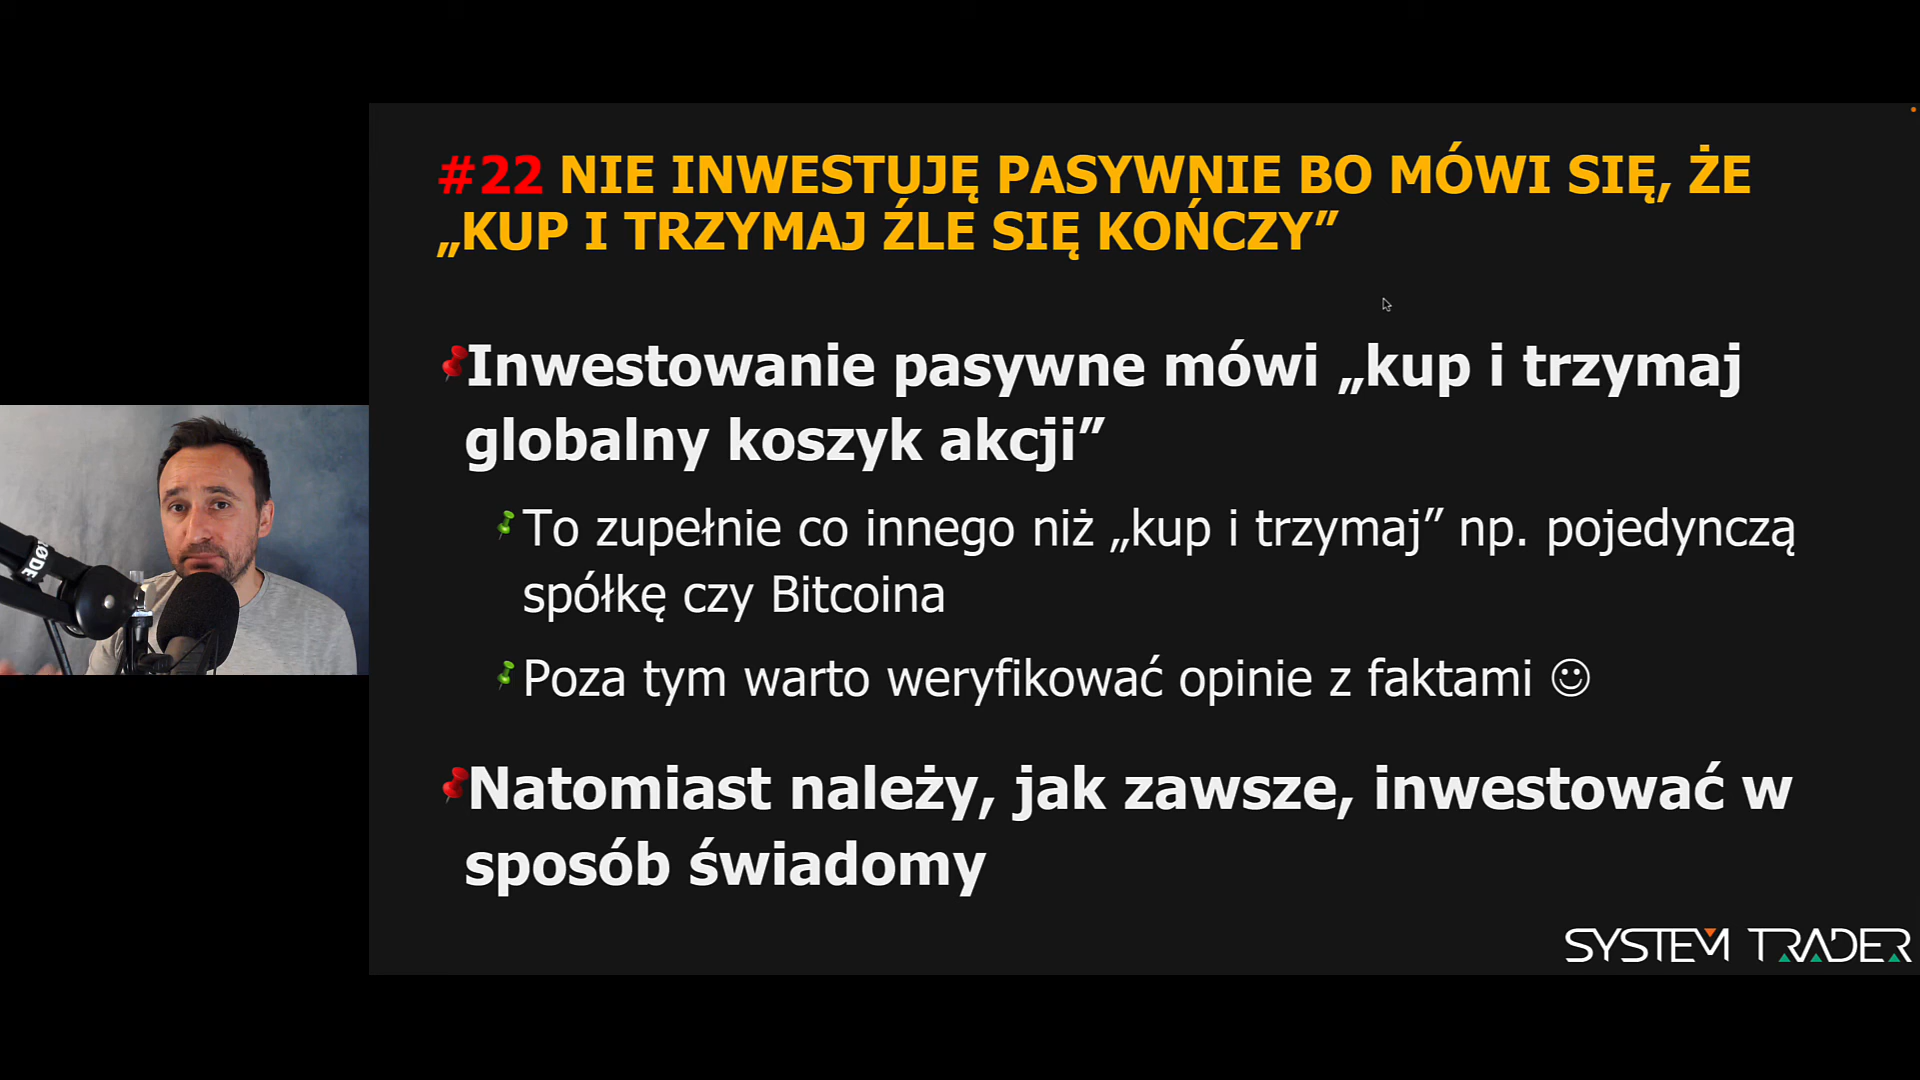 #22 NIE INWESTUJĘ PASYWNIE BO MÓWI SIĘ, ŻE
„KUP I TRZYMAJ ŹLE SIĘ KOŃCZY”
Inwestowanie pasywne mówi „kup i trzymaj
globalny koszyk akcji”
To zupełnie co innego niż „kup i trzymaj” np. pojedynczą
spółkę czy Bitcoina
Poza tym warto weryfikować opinie z faktami ☺
Natomiast należy, jak zawsze, inwestować w
sposób świadomy
RØDE
SYSTEM TRADER